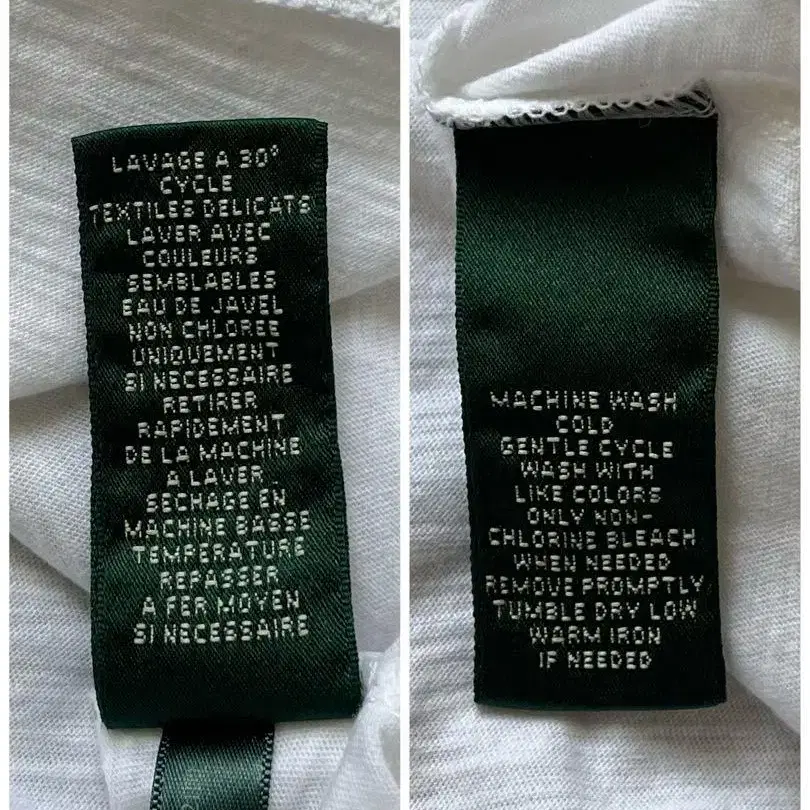 LAVAGE A 30°
CYCLE
TEXTILES DELICATS
LAVER AVEC
COULEURS
SEMBLABLES
EAU DE JAVEL
NON CHLOREE
UNIQUEMENT
SI NECESSAIRE
RETIRER
RAPIDEMENT
DE LA MACHINE
A LAVER
SECHAGE EN
MACHINE BASSE
TEMPERATURE
REPASSER
A FER MOYEN
SI NECESSAIRE
MACHINE WASH
COLD
GENTLE CYCLE
WASH WITH
LIKE COLORS
ONLY NON-
CHLORINE BLEACH
WHEN NEEDED
REMOVE PROMPTLY
TUMBLE DRY LOW
WARM IRON
IF NEEDED